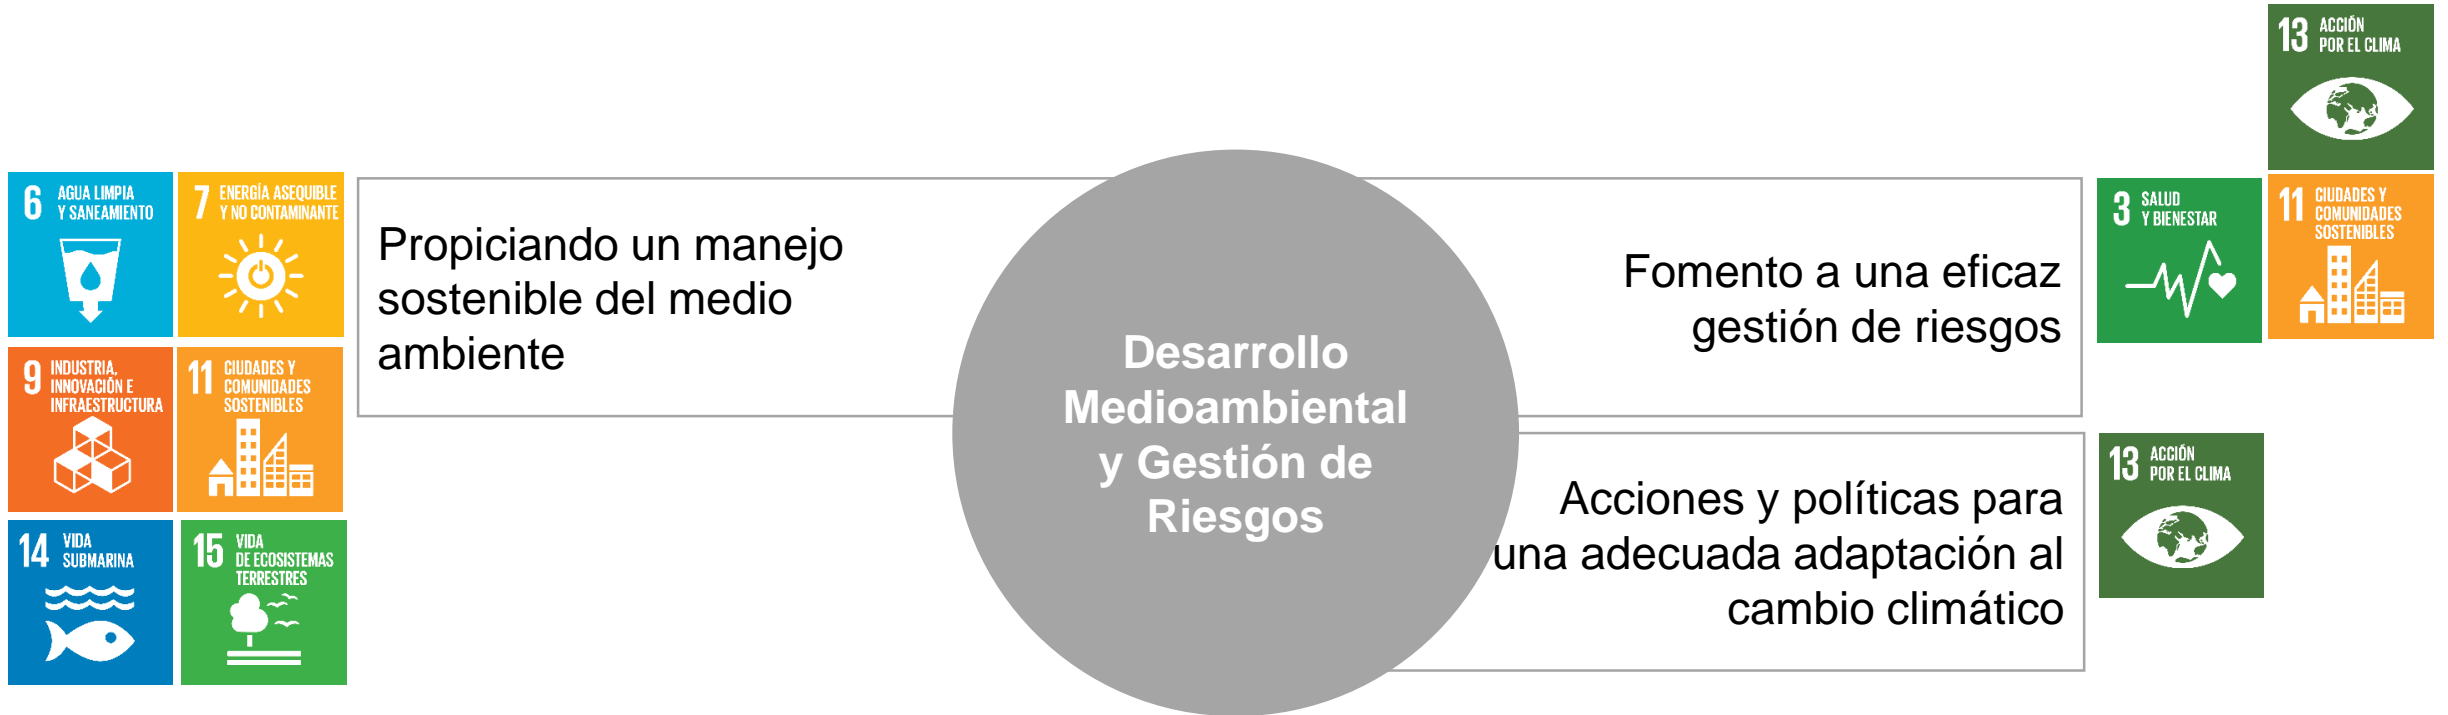 6 AGUA LIMPIA
Y SANEAMIENTO
7 ENERGÍA ASEQUIBLE
Y NO CONTAMINANTE
9 INDUSTRIA,
INNOVACIÓN E
INFRAESTRUCTURA
11 CIUDADES Y
COMUNIDADES
SOSTENIBLES
14 VIDA
SUBMARINA
15 VIDA
DE ECOSISTEMAS
TERRESTRES
Propiciando un manejo
sostenible del medio
ambiente
Desarrollo
Medioambiental
y Gestión de
Riesgos
Fomento a una eficaz
gestión de riesgos
13 ACCIÓN
POR EL CLIMA
3 SALUD
Y BIENESTAR
11 CIUDADES Y
COMUNIDADES
SOSTENIBLES
Acciones y políticas para
una adecuada adaptación al
cambio climático
13 ACCIÓN
POR EL CLIMA